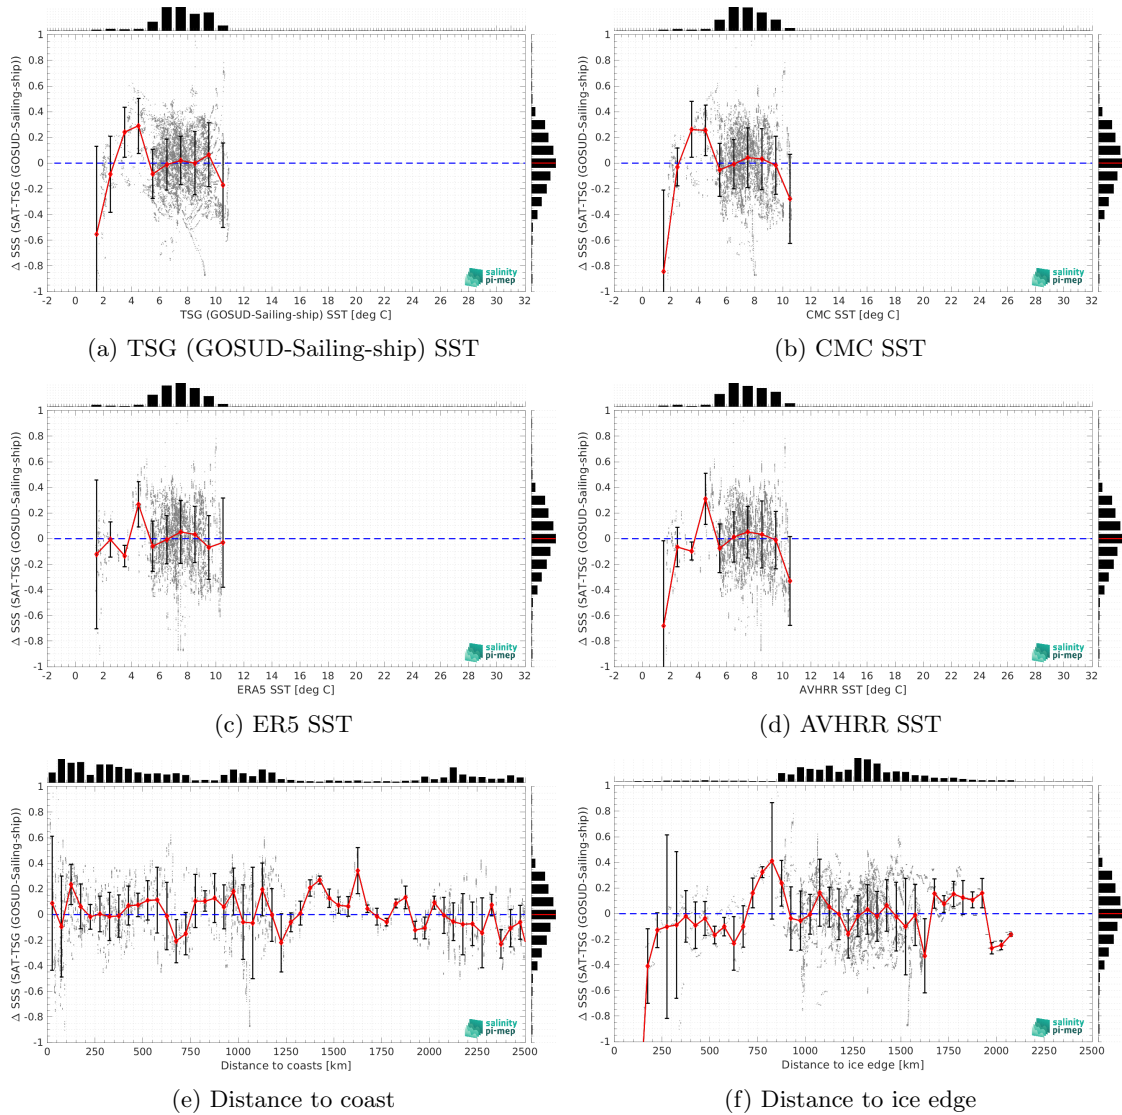 1
0.8
0.6
0.4
0.2
0
-0.2
-0.4
-0.6
-0.8
-1
Δ SSS (SAT-TSG (GOSUD-Sailing-ship))
-2 0 2 4 6 8 10 12 14 16 18 20 22 24 26 28 30 32
TSG (GOSUD-Sailing-ship) SST [deg C]
salinity
pi-mep
(a) TSG (GOSUD-Sailing-ship) SST
1
0.8
0.6
0.4
0.2
0
-0.2
-0.4
-0.6
-0.8
-1
Δ SSS (SAT-TSG (GOSUD-Sailing-ship))
-2 0 2 4 6 8 10 12 14 16 18 20 22 24 26 28 30 32
CMC SST [deg C]
salinity
pi-mep
(b) CMC SST
1
0.8
0.6
0.4
0.2
0
-0.2
-0.4
-0.6
-0.8
-1
Δ SSS (SAT-TSG (GOSUD-Sailing-ship))
-2 0 2 4 6 8 10 12 14 16 18 20 22 24 26 28 30 32
ERA5 SST [deg C]
salinity
pi-mep
(c) ER5 SST
1
0.8
0.6
0.4
0.2
0
-0.2
-0.4
-0.6
-0.8
-1
Δ SSS (SAT-TSG (GOSUD-Sailing-ship))
-2 0 2 4 6 8 10 12 14 16 18 20 22 24 26 28 30 32
AVHRR SST [deg C]
salinity
pi-mep
(d) AVHRR SST
1
0.8
0.6
0.4
0.2
0
-0.2
-0.4
-0.6
-0.8
-1
Δ SSS (SAT-TSG (GOSUD-Sailing-ship))
0 250 500 750 1000 1250 1500 1750 2000 2250 2500
Distance to coasts [km]
salinity
pi-mep
(e) Distance to coast
1
0.8
0.6
0.4
0.2
0
-0.2
-0.4
-0.6
-0.8
-1
Δ SSS (SAT-TSG (GOSUD-Sailing-ship))
0 250 500 750 1000 1250 1500 1750 2000 2250 2500
Distance to ice edge [km]
salinity
pi-mep
(f) Distance to ice edge